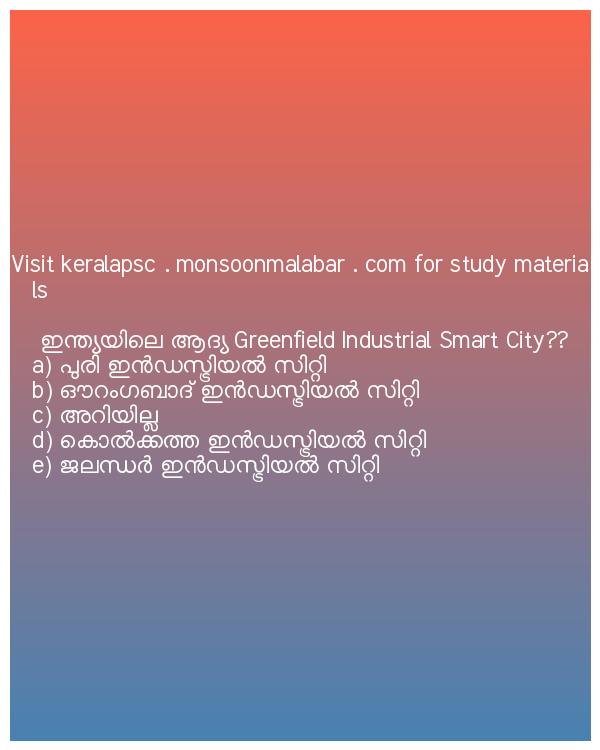 Visit keralapsc . monsoonmalabar . com for study materia
ls
ഇന്ത്യയിലെ ആദ്യ Greenfield Industrial Smart City??
a) പുരി ഇൻഡസ്ട്രിയൽ സിറ്റി
b) ഔറംഗബാദ് ഇൻഡസ്ട്രിയൽ സിറ്റി
c) അറിയില്ല
d) കൊൽക്കത്ത ഇൻഡസ്ട്രിയൽ സിറ്റി
e) ജലന്ധർ ഇൻഡസ്ട്രിയൽ സിറ്റി